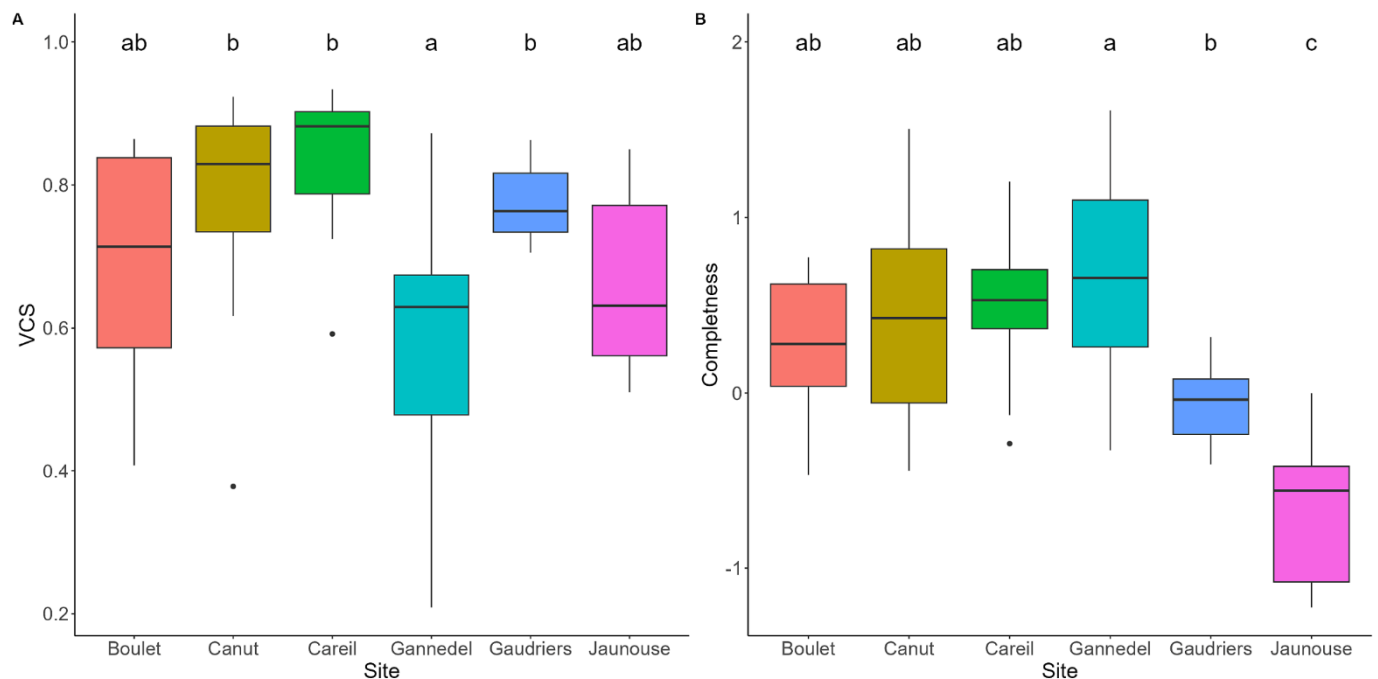 A
VCS
1.0
0.8
0.6
0.4
0.2
ab b b a b ab
Boulet Canut Careil Gannedel Gaudriers Jaunouse
Site
B
Completness
2
1
0
-1
ab ab ab a b c
Boulet Canut Careil Gannedel Gaudriers Jaunouse
Site